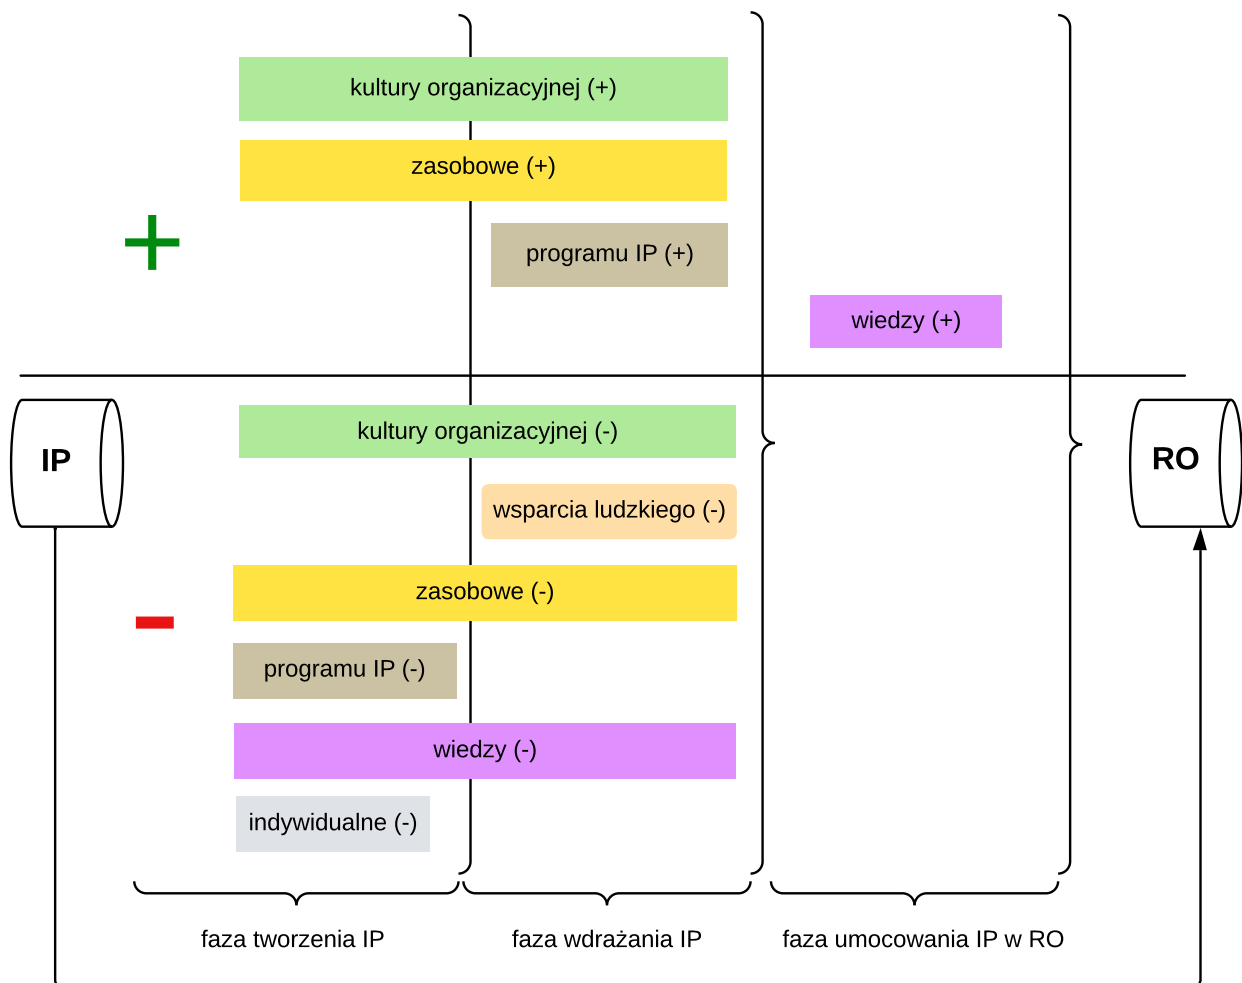 kultury organizacyjnej (+)
zasobowe (+)
programu IP (+)
wiedzy (+)
kultury organizacyjnej (-)
IP
RO
wsparcia ludzkiego (-)
zasobowe (-)
programu IP (-)
wiedzy (-)
indywidualne (-)
faza tworzenia IP
faza wdrażania IP
faza umocowania IP w RO